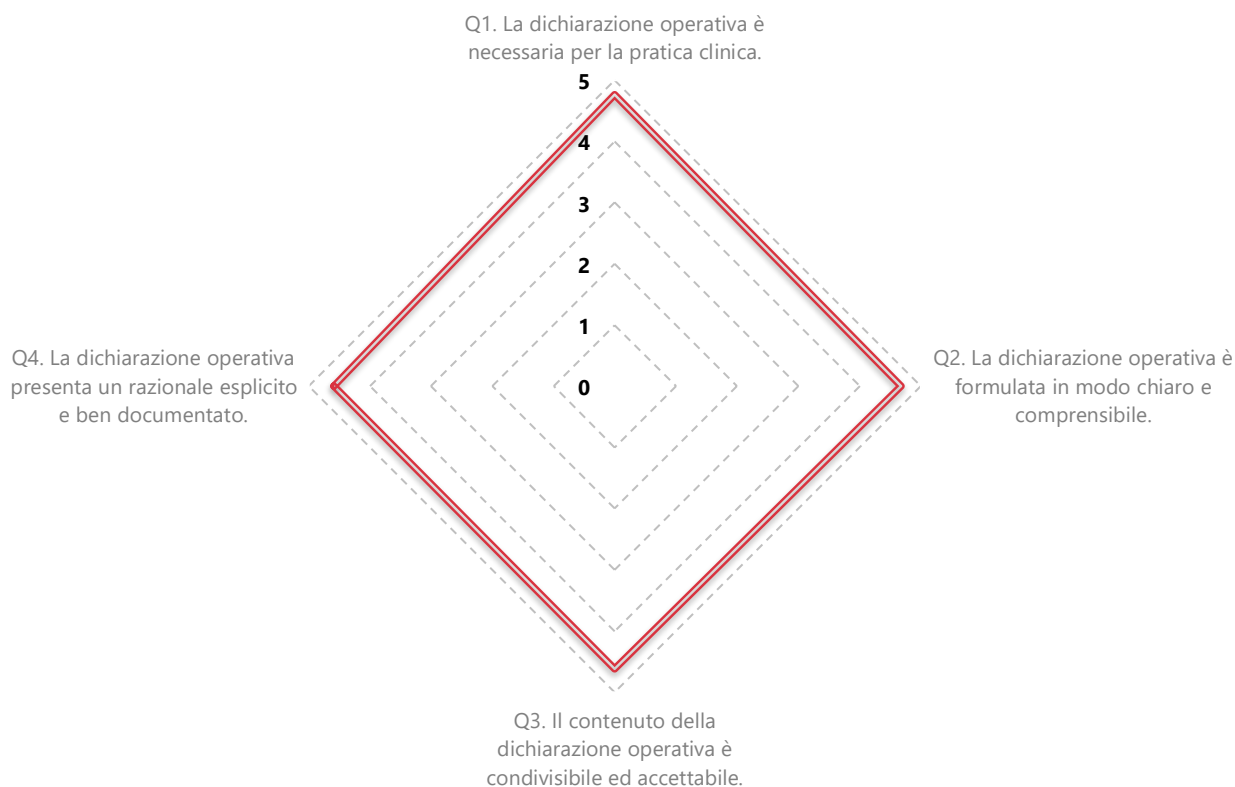 Q1. La dichiarazione operativa è
necessaria per la pratica clinica.
5
4
3
2
1
0
Q4. La dichiarazione operativa
presenta un razionale esplicito
e ben documentato.
Q2. La dichiarazione operativa è
formulata in modo chiaro e
comprensibile.
Q3. Il contenuto della
dichiarazione operativa è
condivisibile ed accettabile.